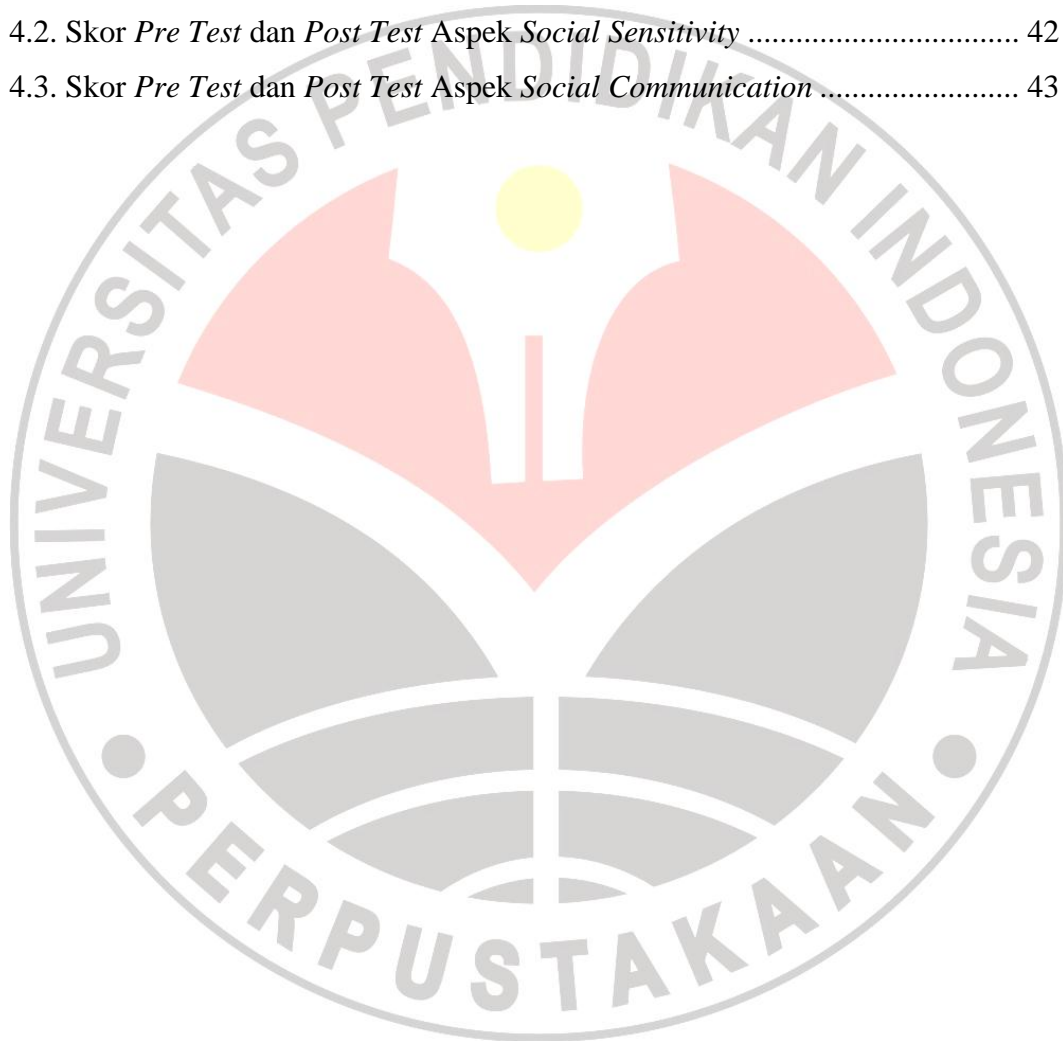 4.2. Skor Pre Test dan Post Test Aspek Social Sensitivity .................................. 42
4.3. Skor Pre Test dan Post Test Aspek Social Communication ......................... 43
UNIVERSITAS PENDIDIKAN INDONESIA
PERPUSTAKAAN